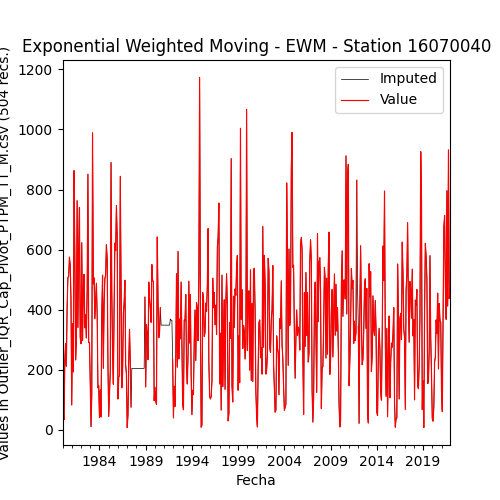 Exponential Weighted Moving - EWM - Station 16070040
Values in Outlier_IQR_Cap_Pivot_PTPM_TT_M.csv (504 recs.)
1200
1000
800
600
400
200
0
Imputed
Value
1984 1989 1994 1999 2004 2009 2014 2019
Fecha